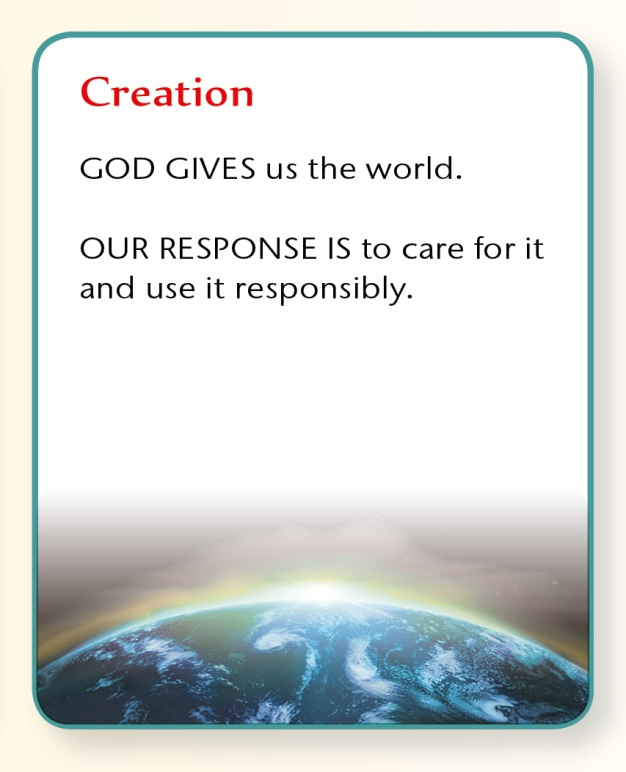 Creation
GOD GIVES us the world.
OUR RESPONSE IS to care for it
and use it responsibly.